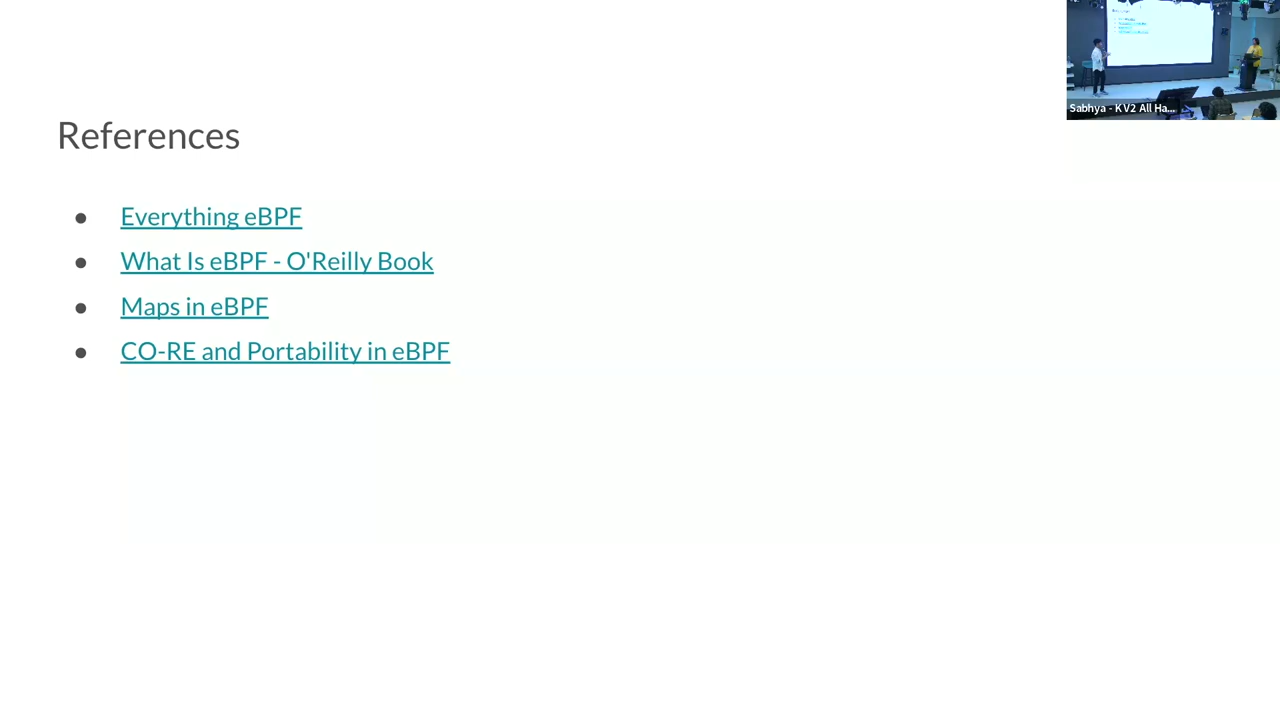 References
● Everything eBPF
● What Is eBPF - O'Reilly Book
● Maps in eBPF
● CO-RE and Portability in eBPF
Sabhya - KV2 All Ha...